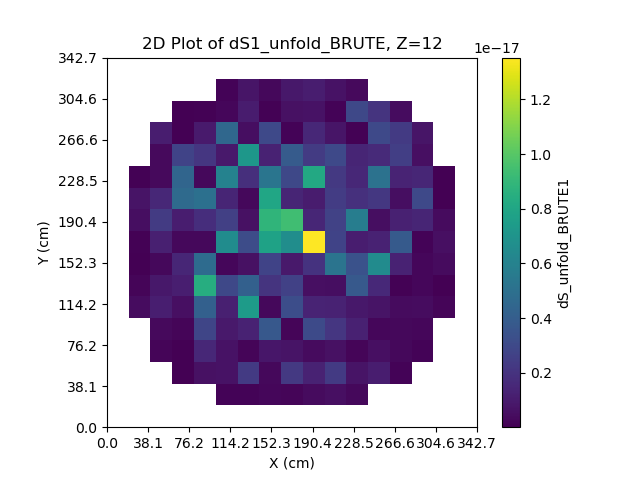 2D Plot of dS1_unfold_BRUTE, Z=12
1e−17
342.7
304.6
266.6
228.5
190.4
152.3
114.2
76.2
38.1
0.0
Y (cm)
0.0 38.1 76.2 114.2 152.3 190.4 228.5 266.6 304.6 342.7
X (cm)
1.2
1.0
0.8
0.6
0.4
0.2
dS_unfold_BRUTE1